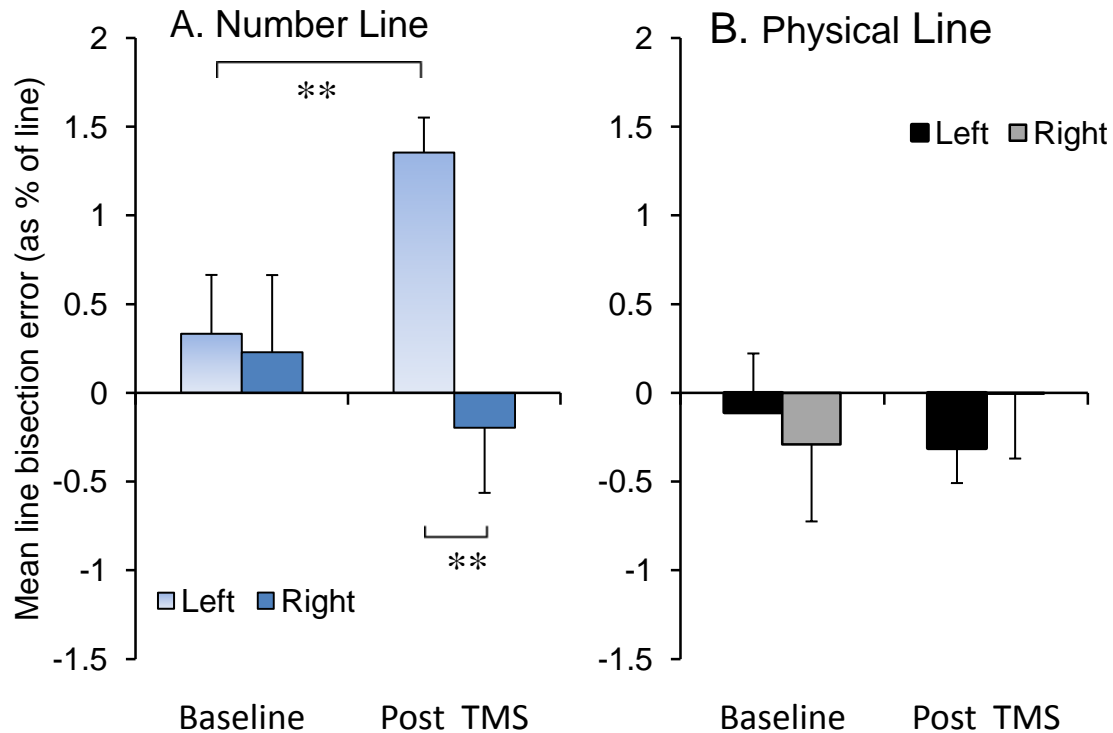 A. Number Line
B. Physical Line
Mean line bisection error (as % of line)
2
1.5
1
0.5
0
-0.5
-1
-1.5
**
**
Left Right
Baseline Post TMS
2
1.5
1
0.5
0
-0.5
-1
-1.5
Left Right
Baseline Post TMS